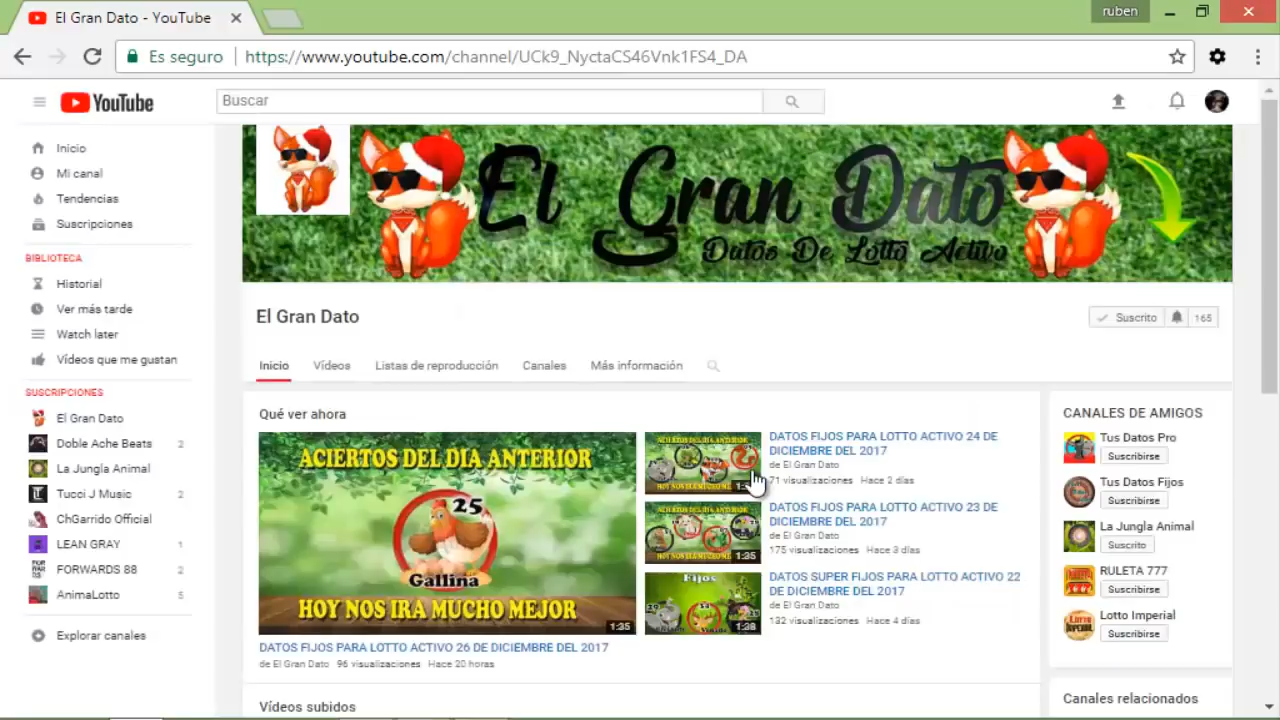 El Gran Dato - YouTube
ruben
Es seguro
https://www.youtube.com/channel/UCk9_NyctaCS46Vnk1FS4_DA
YouTube
Buscar
Inicio
Mi canal
Tendencias
Suscripciones
BIBLIOTECA
Historial
Ver más tarde
Watch later
Vídeos que me gustan
SUSCRIPCIONES
El Gran Dato
Doble Ache Beats 2
La Jungla Animal
Tucci J Music 2
ChGarrido Official
LEAN GRAY 1
FORWARDS 88 2
AnimaLotto 5
Explorar canales
El Gran Dato
Datos De Lotto Activo
El Gran Dato
Suscrito 165
Inicio Vídeos Listas de reproducción Canales Más información
Qué ver ahora
ACIERTOS DEL DIA ANTERIOR
25
Gallina
HOY NOS IRÁ MUCHO MEJOR
1:35
DATOS FIJOS PARA LOTTO ACTIVO 26 DE DICIEMBRE DEL 2017
de El Gran Dato 96 visualizaciones Hace 20 horas
ACIERTOS DEL DIA ANTERIOR
DATOS FIJOS PARA LOTTO ACTIVO 24 DE
DICIEMBRE DEL 2017
de El Gran Dato
71 visualizaciones Hace 2 días
1:35
DATOS FIJOS PARA LOTTO ACTIVO 23 DE
DICIEMBRE DEL 2017
de El Gran Dato
175 visualizaciones Hace 3 días
Fijos
1:38
DATOS SUPER FIJOS PARA LOTTO ACTIVO 22
DE DICIEMBRE DEL 2017
de El Gran Dato
132 visualizaciones Hace 4 días
Vídeos subidos
CANALES DE AMIGOS
Tus Datos Pro
Suscribirse
Tus Datos Fijos
Suscribirse
La Jungla Animal
Suscrito
RULETA 777
Suscribirse
Lotto Imperial
Suscribirse
Canales relacionados